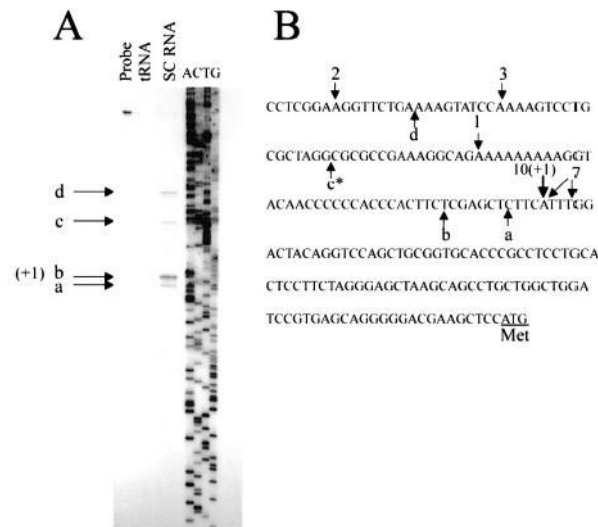 A
B
Probe
tRNA
SC RNA
ACTG
d
c
(+1) b
a
2 3
CCTCGGAAGGTTCTGAAAAGTATCCAAAAGTCCTG
d 1
CGCTAGGCGCGCCGAAAGGCAGAAAAAAAAAGGT
c* 10(+1) 7
ACAACCCCCCACCCACTTCTCGAGCTCTTCATTTGG
b a
ACTACAGGTCCAGCTGCGGTGCACCCGCCTCCTGCA
CTCCTTCTAGGGAGCTAAGCAGCCTGCTGGCTGGA
TCCGTGAGCAGGGGGACGAAGCTCCATG
Met